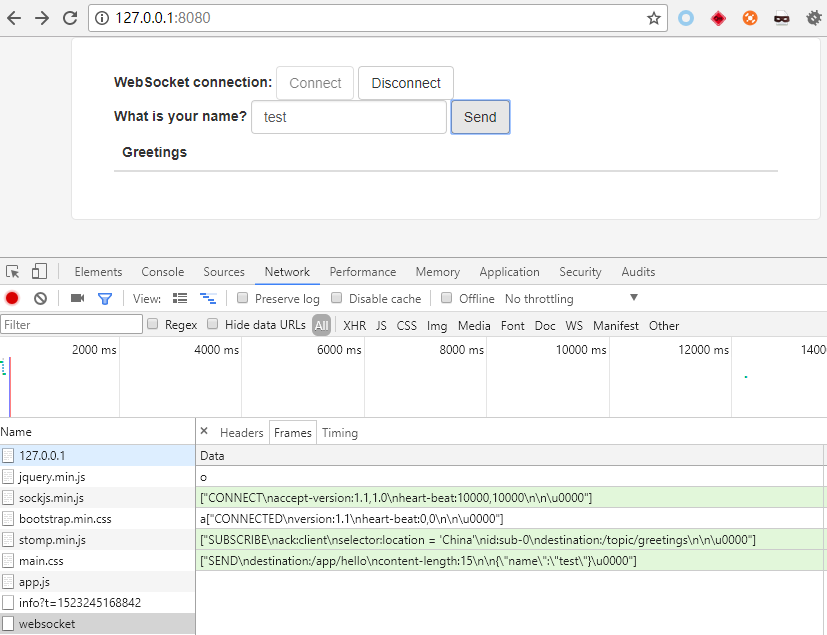 127.0.0.1:8080
WebSocket connection: Connect Disconnect
What is your name? test Send
Greetings
Elements Console Sources Network Performance Memory Application Security Audits
View: Preserve log Disable cache Offline No throttling
Filter Regex Hide data URLs All XHR JS CSS Img Media Font Doc WS Manifest Other
2000 ms 4000 ms 6000 ms 8000 ms 10000 ms 12000 ms 1400
Name × Headers Frames Timing
127.0.0.1 Data
jquery.min.js o
sockjs.min.js ["CONNECT\naccept-version:1.1,1.0\nheart-beat:10000,10000\n\n\u0000"]
bootstrap.min.css a["CONNECTED\nversion:1.1\nheart-beat:0,0\n\n\u0000"]
stomp.min.js ["SUBSCRIBE\nack:client\nselector:location = 'China'\nid:sub-0\ndestination:/topic/greetings\n\n\u0000"]
main.css ["SEND\ndestination:/app/hello\ncontent-length:15\n\n{\"name\":\"test\"}\u0000"]
app.js
info?t=1523245168842
websocket